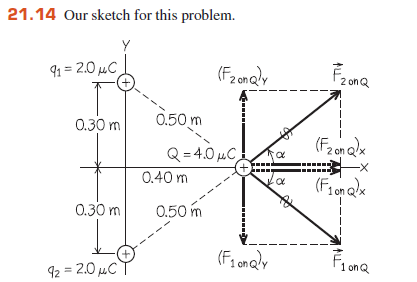 21.14 Our sketch for this problem.
Y
q₁ = 2.0 μC
(F₂ on Q)y
F⃗₂ on Q
+
0.30 m
0.50 m
(F₂ on Q)x
Q = 4.0 μC
α
+
X
0.40 m
α
(F₁ on Q)x
0.30 m
0.50 m
+
(F₁ on Q)y
F⃗₁ on Q
q₂ = 2.0 μC